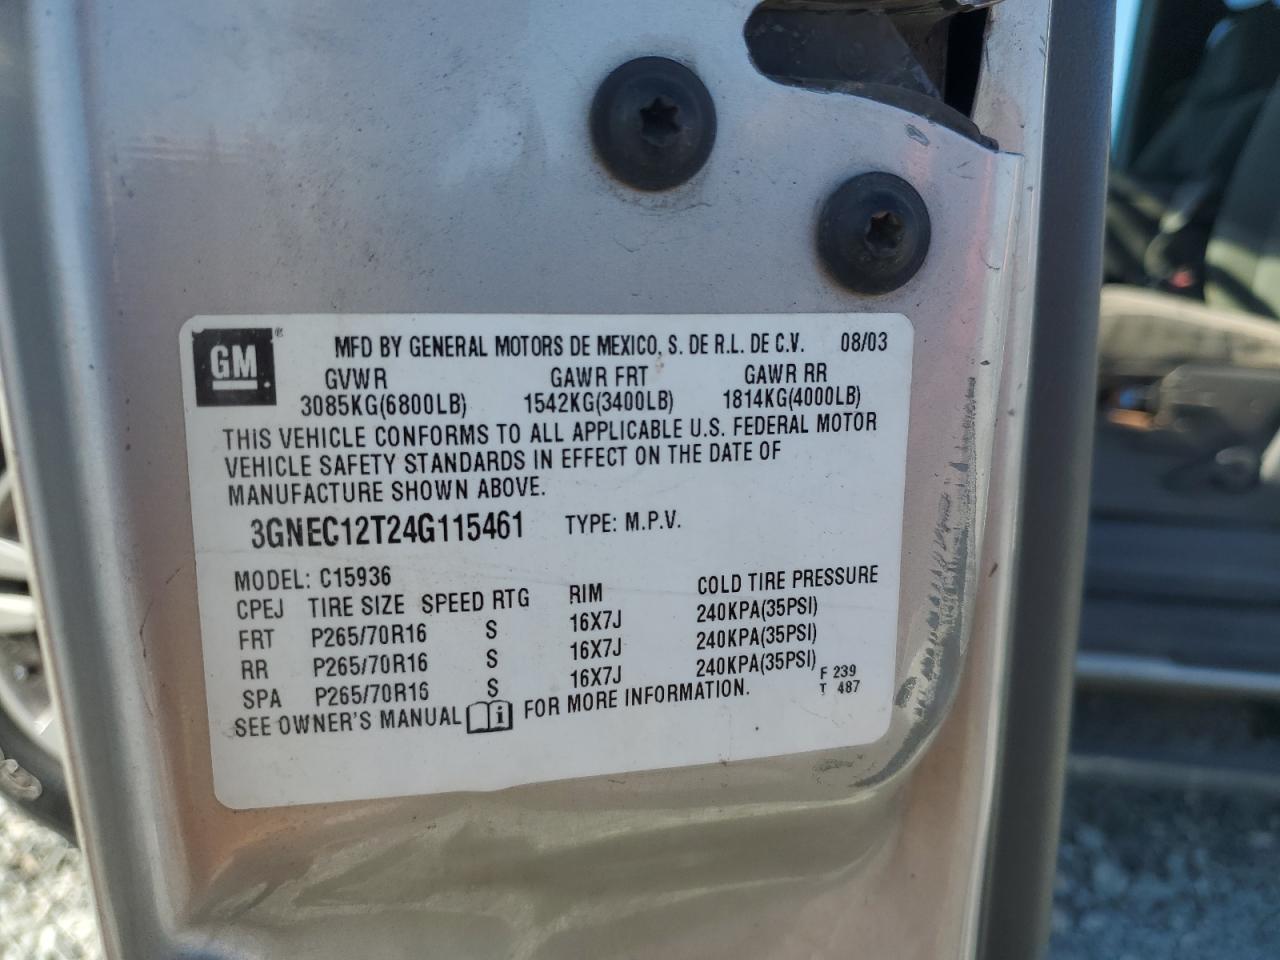 GM ®
MFD BY GENERAL MOTORS DE MEXICO, S. DE R.L. DE C.V. 08/03
GVWR GAWR FRT GAWR RR
3085KG(6800LB) 1542KG(3400LB) 1814KG(4000LB)
THIS VEHICLE CONFORMS TO ALL APPLICABLE U.S. FEDERAL MOTOR
VEHICLE SAFETY STANDARDS IN EFFECT ON THE DATE OF
MANUFACTURE SHOWN ABOVE.
3GNEC12T24G115461 TYPE: M.P.V.
MODEL: C15936
CPEJ TIRE SIZE SPEED RTG RIM COLD TIRE PRESSURE
FRT P265/70R16 S 16X7J 240KPA(35PSI)
RR P265/70R16 S 16X7J 240KPA(35PSI)
SPA P265/70R16 S 16X7J 240KPA(35PSI)
SEE OWNER'S MANUAL i FOR MORE INFORMATION.
F 239
T 487